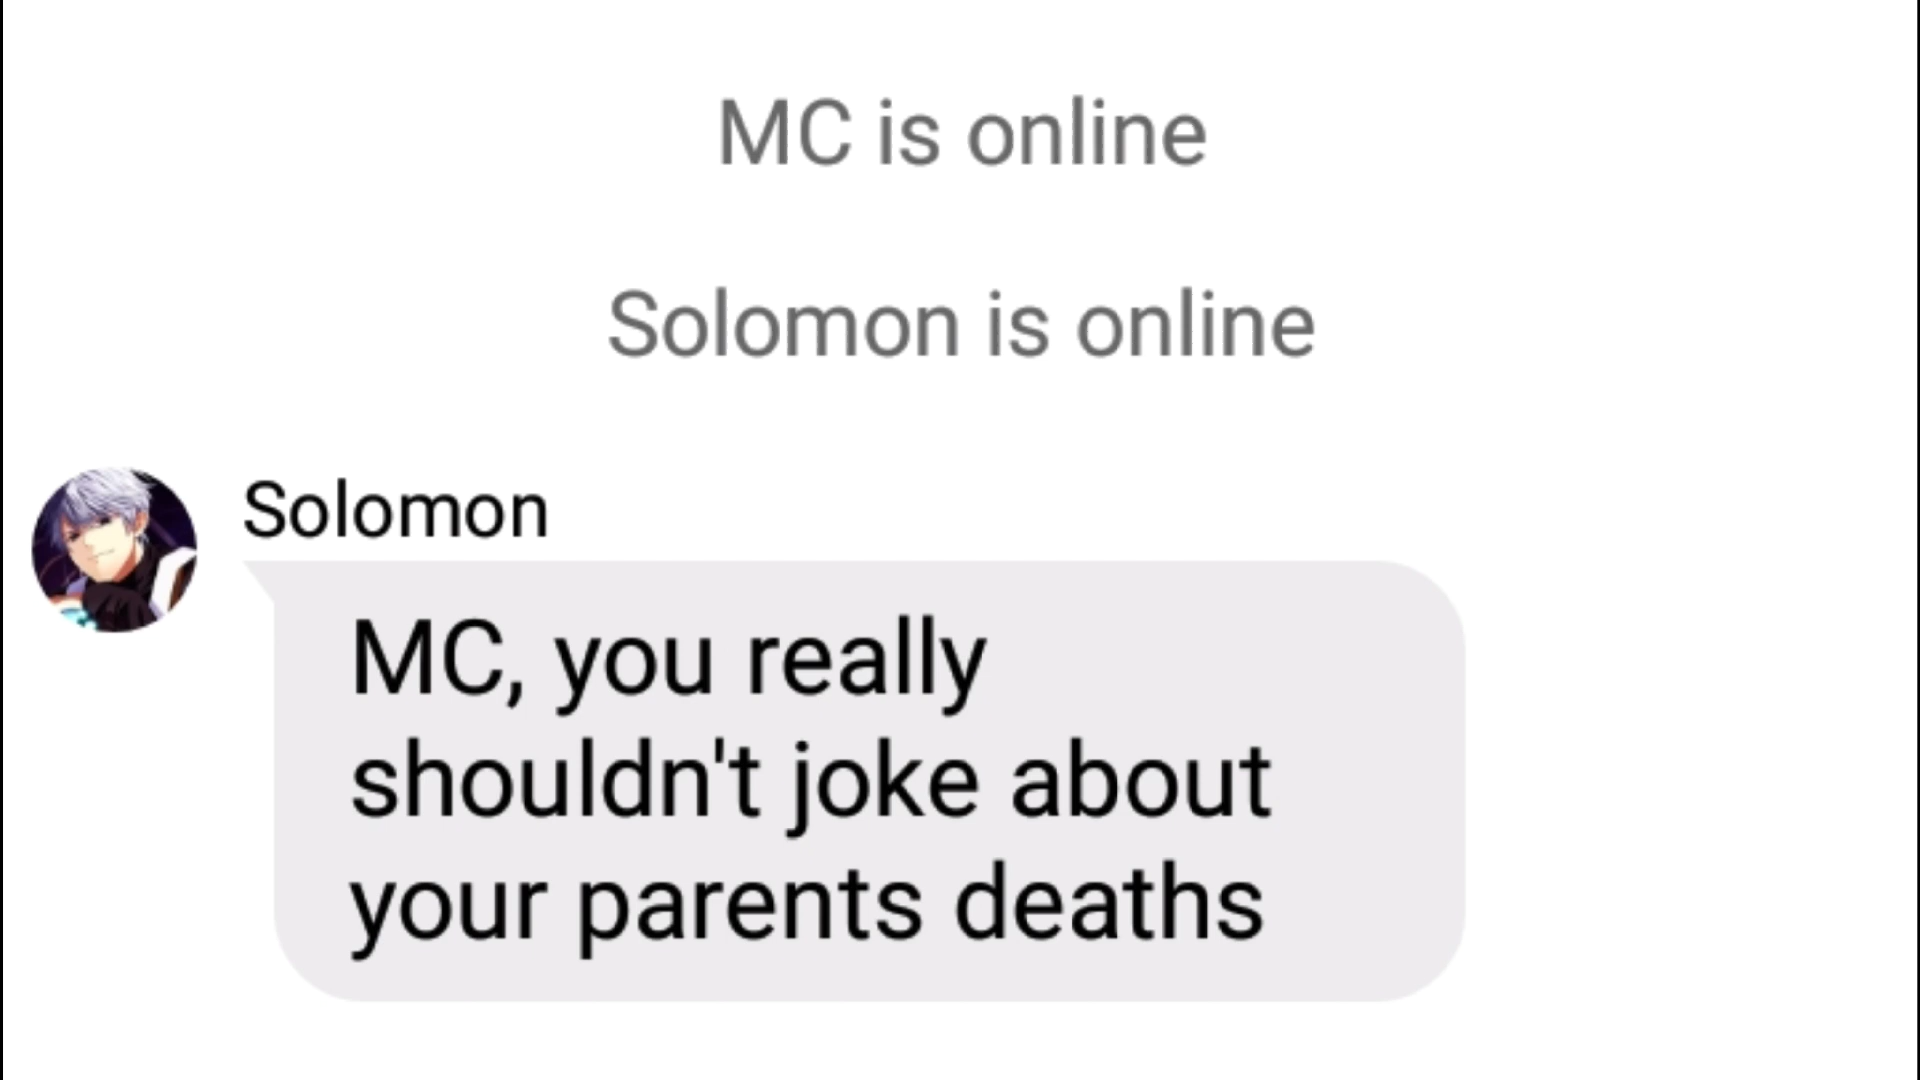 MC is online
Solomon is online
Solomon
MC, you really
shouldn't joke about
your parents deaths